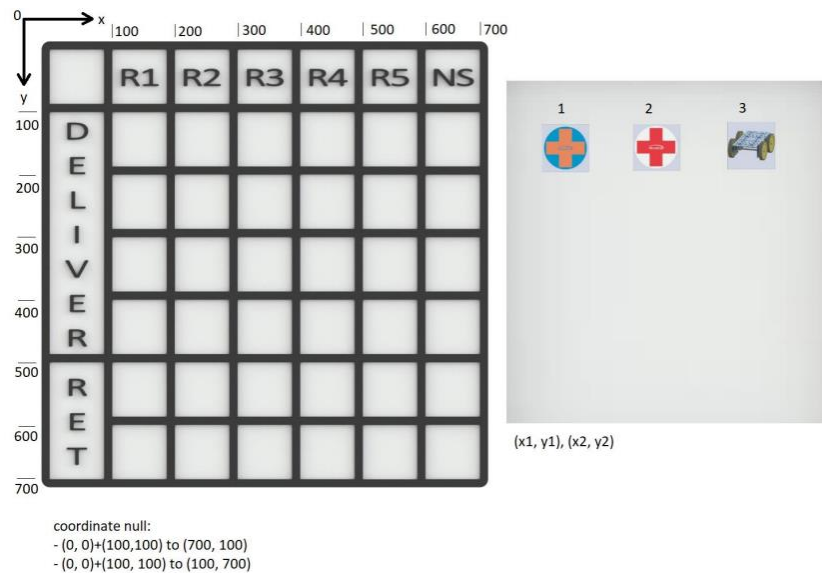 0
x
100 200 300 400 500 600 700
y
R1 R2 R3 R4 R5 NS
1 2 3
100
200
300
400
500
600
700
D
E
L
I
V
E
R
R
E
T
(x1, y1), (x2, y2)
coordinate null:
- (0, 0)+(100,100) to (700, 100)
- (0, 0)+(100, 100) to (100, 700)